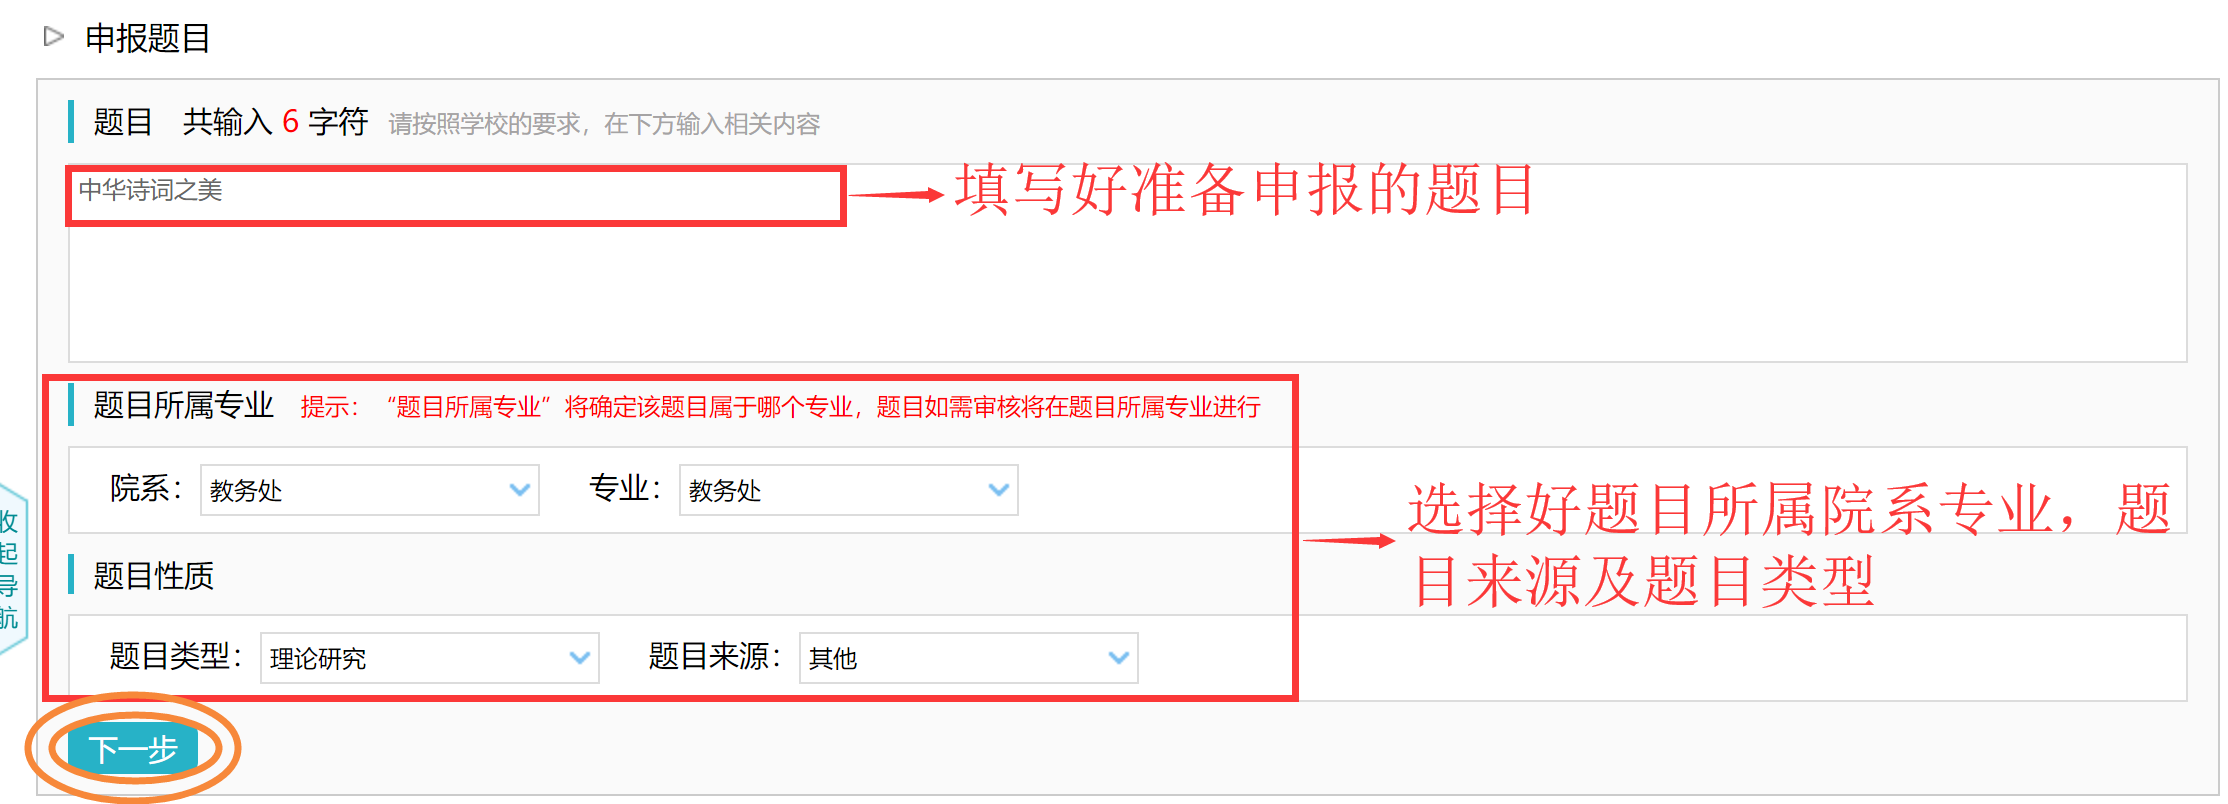 申报题目
题目 共输入 6 字符 请按照学校的要求，在下方输入相关内容
中华诗词之美
填写好准备申报的题目
题目所属专业 提示：“题目所属专业”将确定该题目属于哪个专业，题目如需审核将在题目所属专业进行
院系： 教务处 专业： 教务处
选择好题目所属院系专业，题
目来源及题目类型
收起导航
题目性质
题目类型： 理论研究 题目来源： 其他
下一步